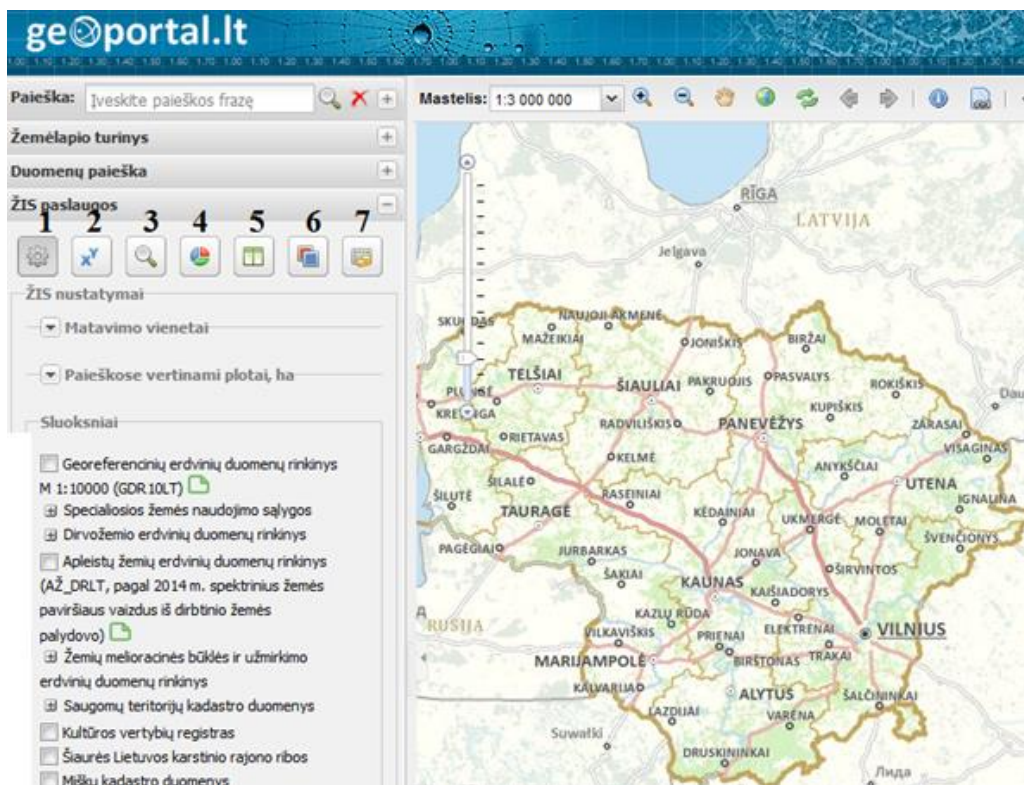 geoportal.lt
Paieška: Įveskite paieškos frazę
Mastelis: 1:3 000 000
Žemėlapio turinys
Duomenų paieška
ŽIS paslaugos
1 2 3 4 5 6 7
ŽIS nustatymai
Matavimo vienetai
Paieškose vertinami plotai, ha
Sluoksniai
Georeferencinių erdvinių duomenų rinkinys
M 1:10000 (GDR10LT)
Specialiosios žemės naudojimo sąlygos
Dirvožemio erdvinių duomenų rinkinys
Apleistų žemių erdvinių duomenų rinkinys
(AŽ_DRLT, pagal 2014 m. spektrinius žemės
paviršiaus vaizdus iš dirbtinio žemės
palydovo)
Žemių melioracinės būklės ir užmirkimo
erdvinių duomenų rinkinys
Saugomų teritorijų kadastro duomenys
Kultūros vertybių registras
Šiaurės Lietuvos karstinio rajono ribos
Miškų kadastro duomenys
RĪGA
LATVIJA
Jelgava
NAUJOJI AKMENĖ
MAŽEIKIAI
JONIŠKIS
BIRŽAI
TELŠIAI
ŠIAULIAI
PAKRUOJIS
PASVALYS
ROKIŠKIS
KUPIŠKIS
RADVILIŠKIS
PANEVĖŽYS
ZARASAI
GARGŽDAI
RIETAVAS
VISAGINAS
KELMĖ
ANYKŠČIAI
UTENA
ŠILALĖ
ŠILUTĖ
RASEINIAI
IGNALINA
TAURAGĖ
KĖDAINIAI
UKMERGĖ
MOLĖTAI
ŠVENČIONYS
PAGĖGIAI
JURBARKAS
JONAVA
ŠIRVINTOS
ŠAKIAI
KAUNAS
KAIŠIADORYS
RUSIJA
KAZLŲ RŪDA
VILKAVIŠKIS
PRIENAI
ELEKTRĖNAI
VILNIUS
MARIJAMPOLĖ
BIRŠTONAS
TRAKAI
KALVARIJA
ALYTUS
ŠALČININKAI
LAZDIJAI
VARĖNA
Suwałki
DRUSKININKAI
Лида